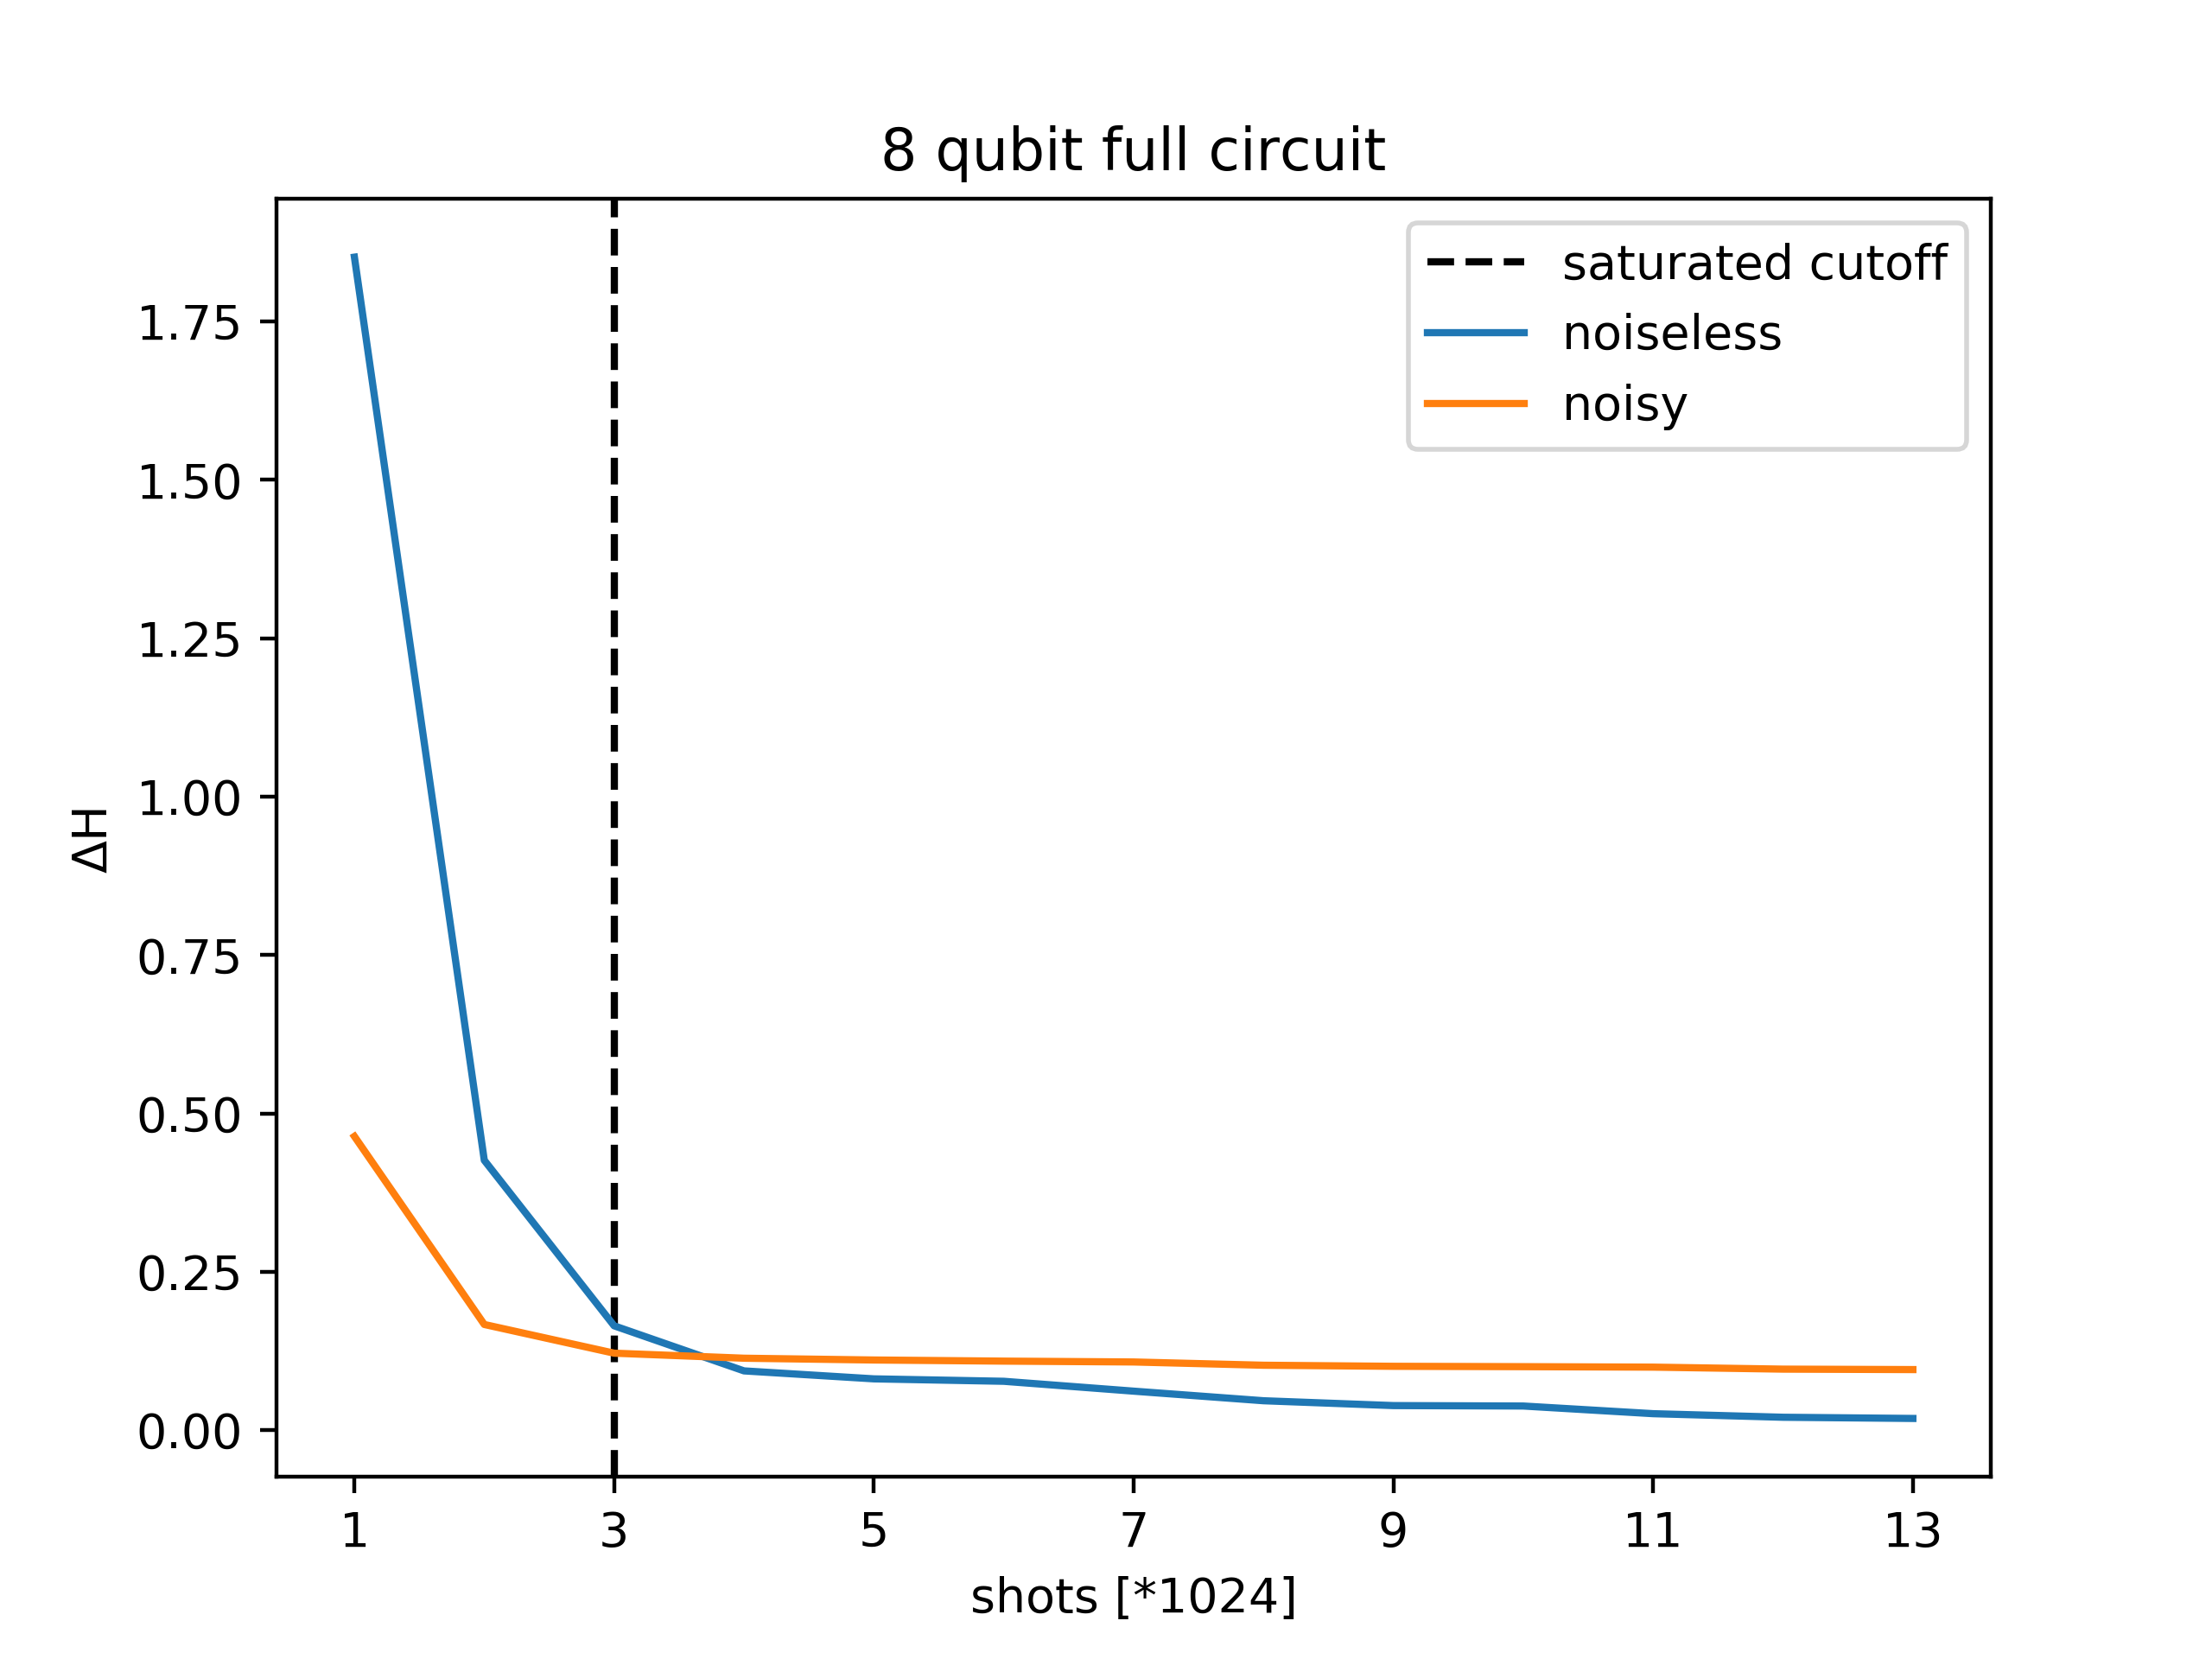 8 qubit full circuit
saturated cutoff
noiseless
noisy
1.75
1.50
1.25
1.00
0.75
0.50
0.25
0.00
ΔH
1 3 5 7 9 11 13
shots [*1024]